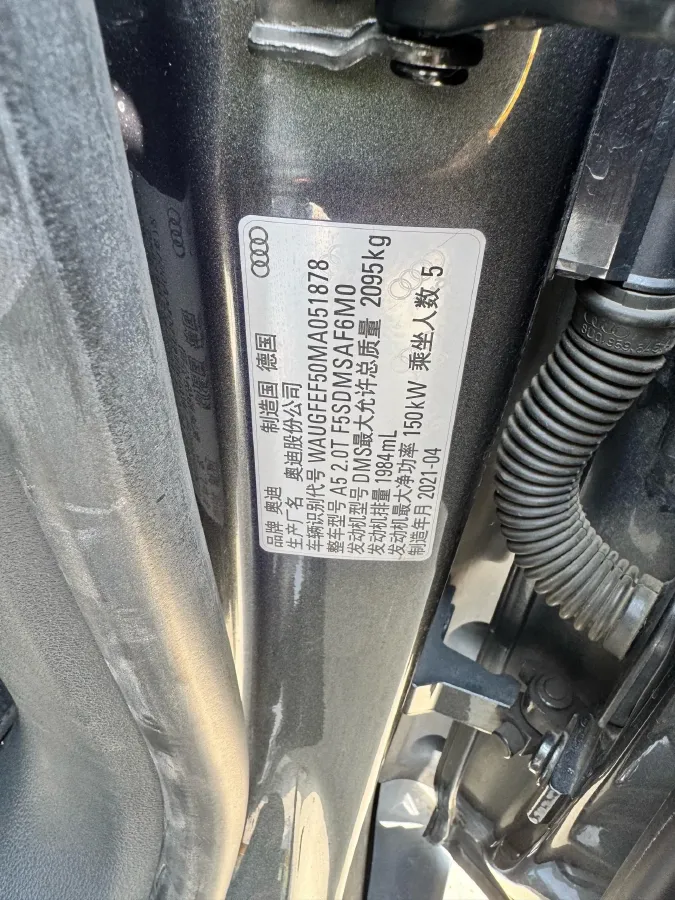 品牌 奥迪 制造国 德国
生产厂名 奥迪股份公司
车辆识别代号 WAUGFEF50MA051878
整车型号 A5 2.0T F5SDMSAF6M0
发动机型号 DMS最大允许总质量 2095kg
发动机排量 1984mL
发动机最大净功率 150kW 乘坐人数 5
制造年月 2021-04